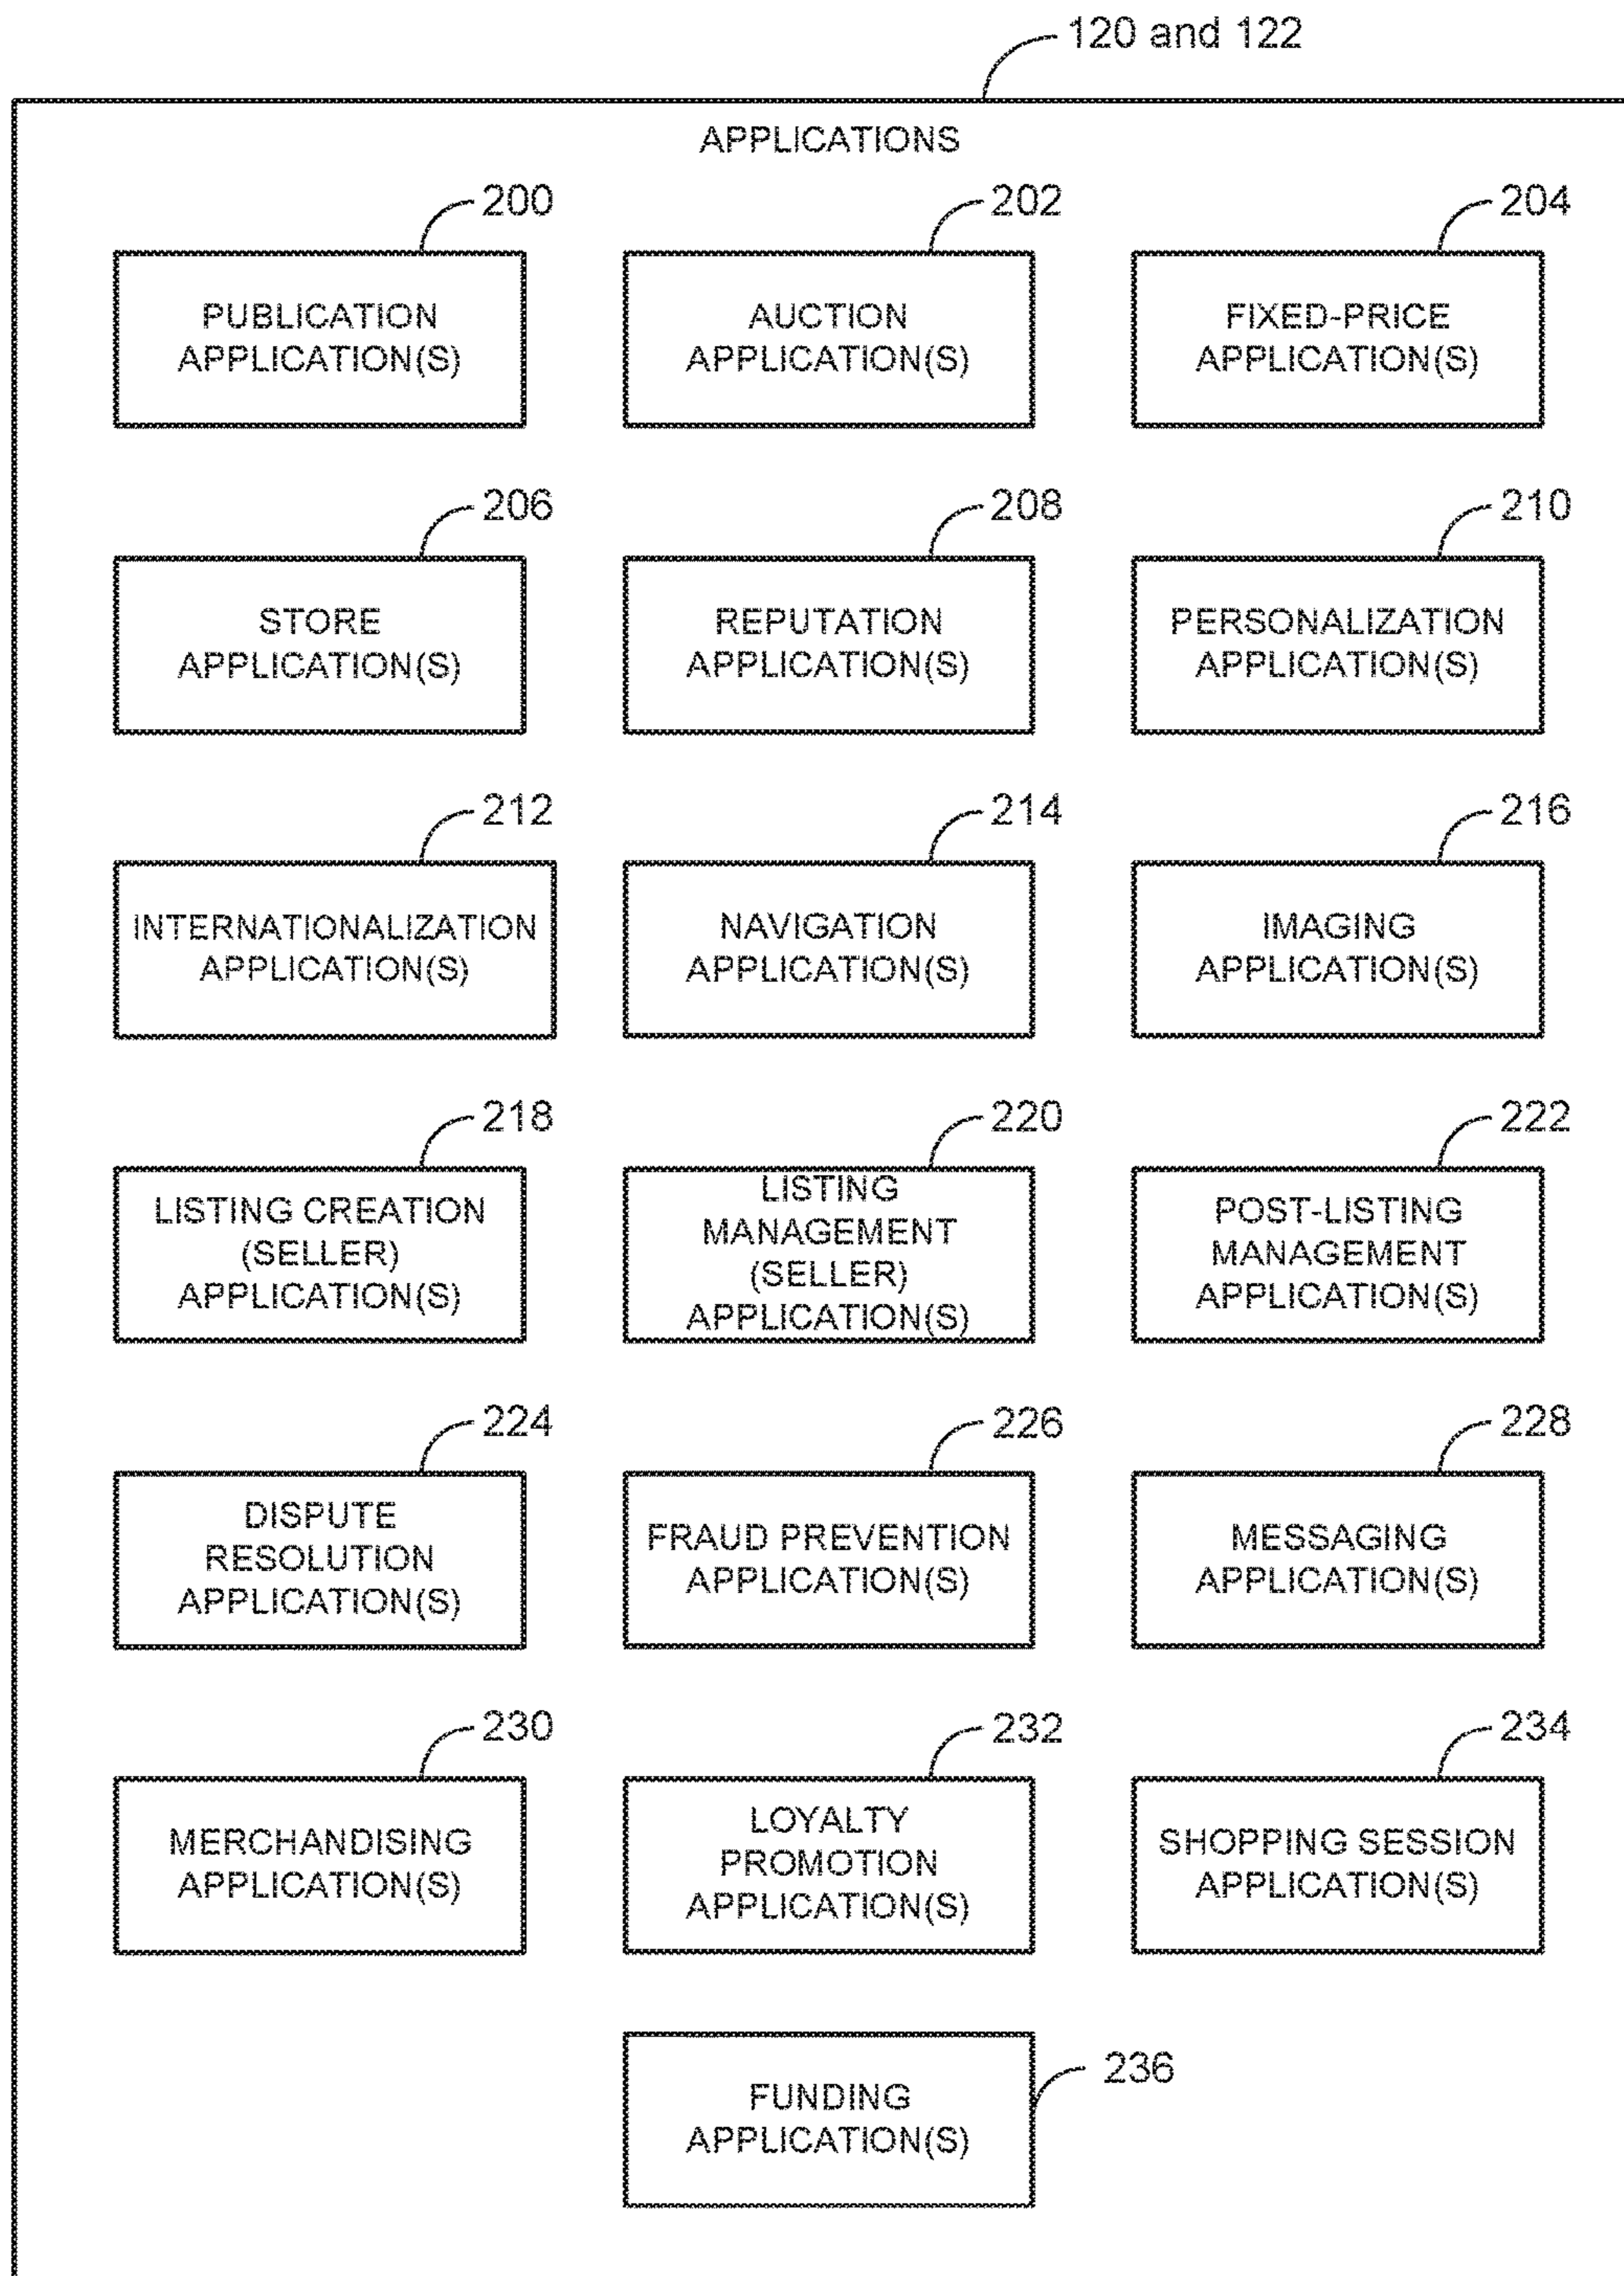 120 and 122
APPLICATIONS
200
202
204
PUBLICATION
APPLICATION(S)
AUCTION
APPLICATION(S)
FIXED-PRICE
APPLICATION(S)
206
208
210
STORE
APPLICATION(S)
REPUTATION
APPLICATION(S)
PERSONALIZATION
APPLICATION(S)
212
214
216
INTERNATIONALIZATION
APPLICATION(S)
NAVIGATION
APPLICATION(S)
IMAGING
APPLICATION(S)
218
220
222
LISTING CREATION
(SELLER)
APPLICATION(S)
LISTING
MANAGEMENT
(SELLER)
APPLICATION(S)
POST-LISTING
MANAGEMENT
APPLICATION(S)
224
226
228
DISPUTE
RESOLUTION
APPLICATION(S)
FRAUD PREVENTION
APPLICATION(S)
MESSAGING
APPLICATION(S)
230
232
234
MERCHANDISING
APPLICATION(S)
LOYALTY
PROMOTION
APPLICATION(S)
SHOPPING SESSION
APPLICATION(S)
236
FUNDING
APPLICATION(S)